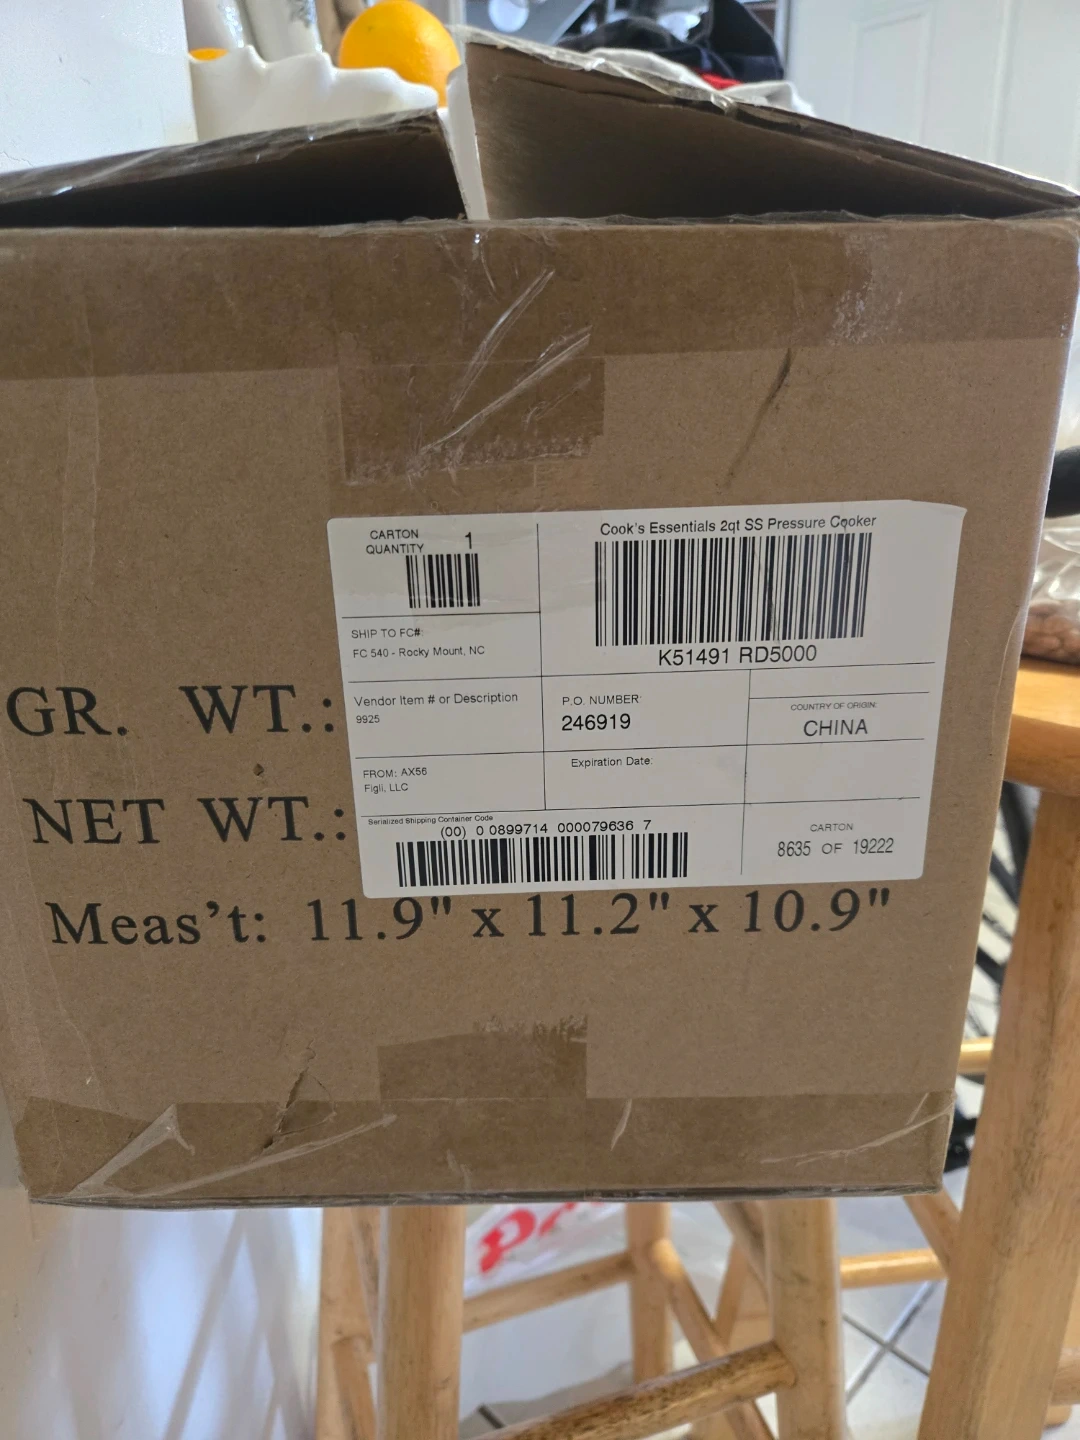 CARTON
QUANTITY 1
Cook's Essentials 2qt SS Pressure Cooker
K51491 RD5000
SHIP TO FC#:
FC 540 - Rocky Mount, NC
Vendor Item # or Description
9925
P.O. NUMBER:
246919
COUNTRY OF ORIGIN:
CHINA
FROM: AX56
Figli, LLC
Expiration Date:
Serialized Shipping Container Code
(00) 0 0899714 000079636 7
CARTON
8635 OF 19222
GR. WT.:
NET WT.:
Meas't: 11.9" x 11.2" x 10.9"